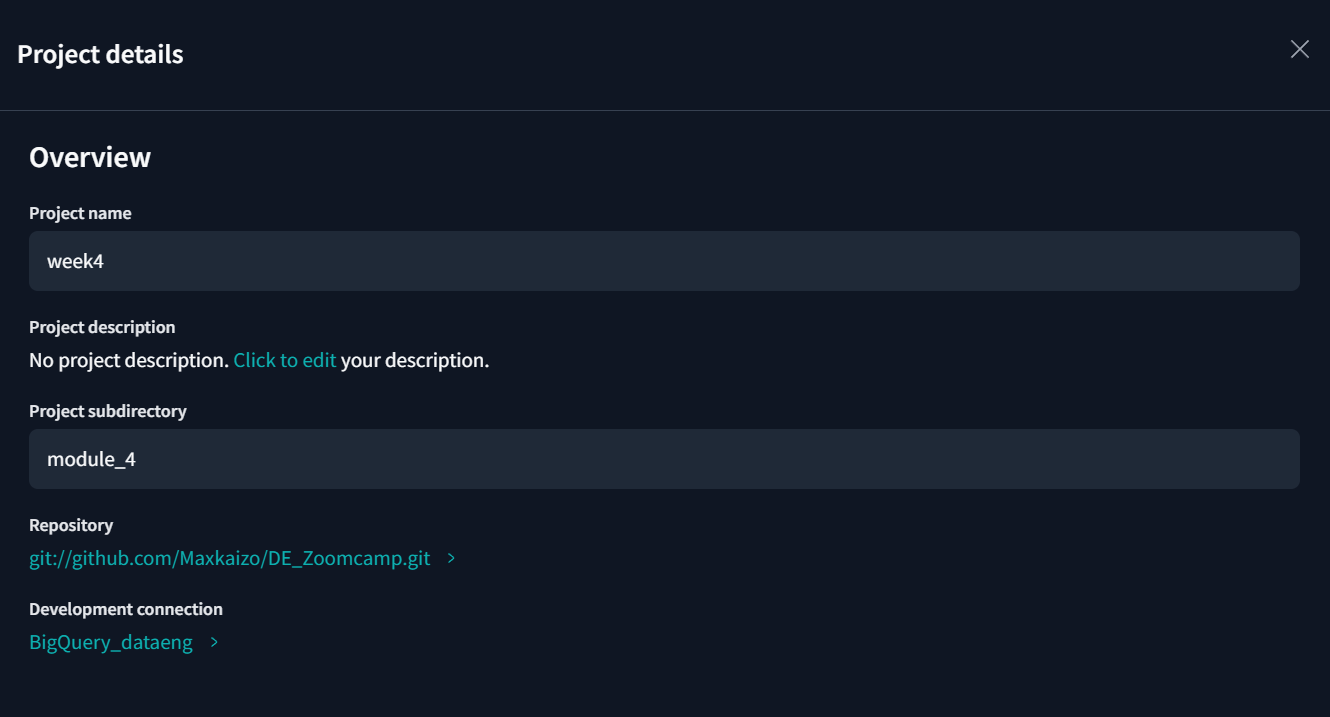 Project details
Overview
Project name
week4
Project description
No project description. Click to edit your description.
Project subdirectory
module_4
Repository
git://github.com/Maxkaizo/DE_Zoomcamp.git
Development connection
BigQuery_dataeng